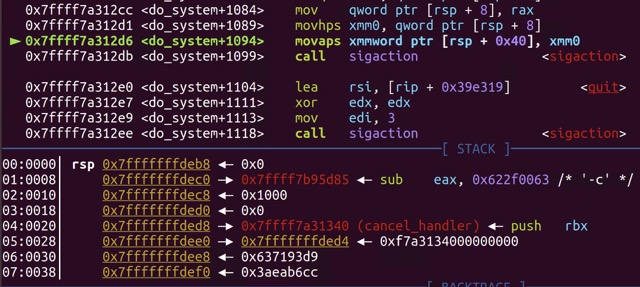 0x7ffff7a312cc <do_system+1084> mov qword ptr [rsp + 8], rax
0x7ffff7a312d1 <do_system+1089> movhps xmm0, qword ptr [rsp + 8]
► 0x7ffff7a312d6 <do_system+1094> movaps xmmword ptr [rsp + 0x40], xmm0
0x7ffff7a312db <do_system+1099> call sigaction <sigaction>
0x7ffff7a312e0 <do_system+1104> lea rsi, [rip + 0x39e319] <quit>
0x7ffff7a312e7 <do_system+1111> xor edx, edx
0x7ffff7a312e9 <do_system+1113> mov edi, 3
0x7ffff7a312ee <do_system+1118> call sigaction <sigaction>
[ STACK ]
00:0000│ rsp 0x7fffffffdeb8 ◂— 0x0
01:0008│ 0x7fffffffdec0 —▸ 0x7ffff7b95d85 ◂— sub eax, 0x622f0063 /* '-c' */
02:0010│ 0x7fffffffdec8 ◂— 0x1000
03:0018│ 0x7fffffffded0 ◂— 0x0
04:0020│ 0x7fffffffded8 —▸ 0x7ffff7a31340 (cancel_handler) ◂— push rbx
05:0028│ 0x7fffffffdee0 —▸ 0x7fffffffded4 ◂— 0xf7a3134000000000
06:0030│ 0x7fffffffdee8 ◂— 0x637193d9
07:0038│ 0x7fffffffdef0 ◂— 0x3aeab6cc
[ BACKTRACE